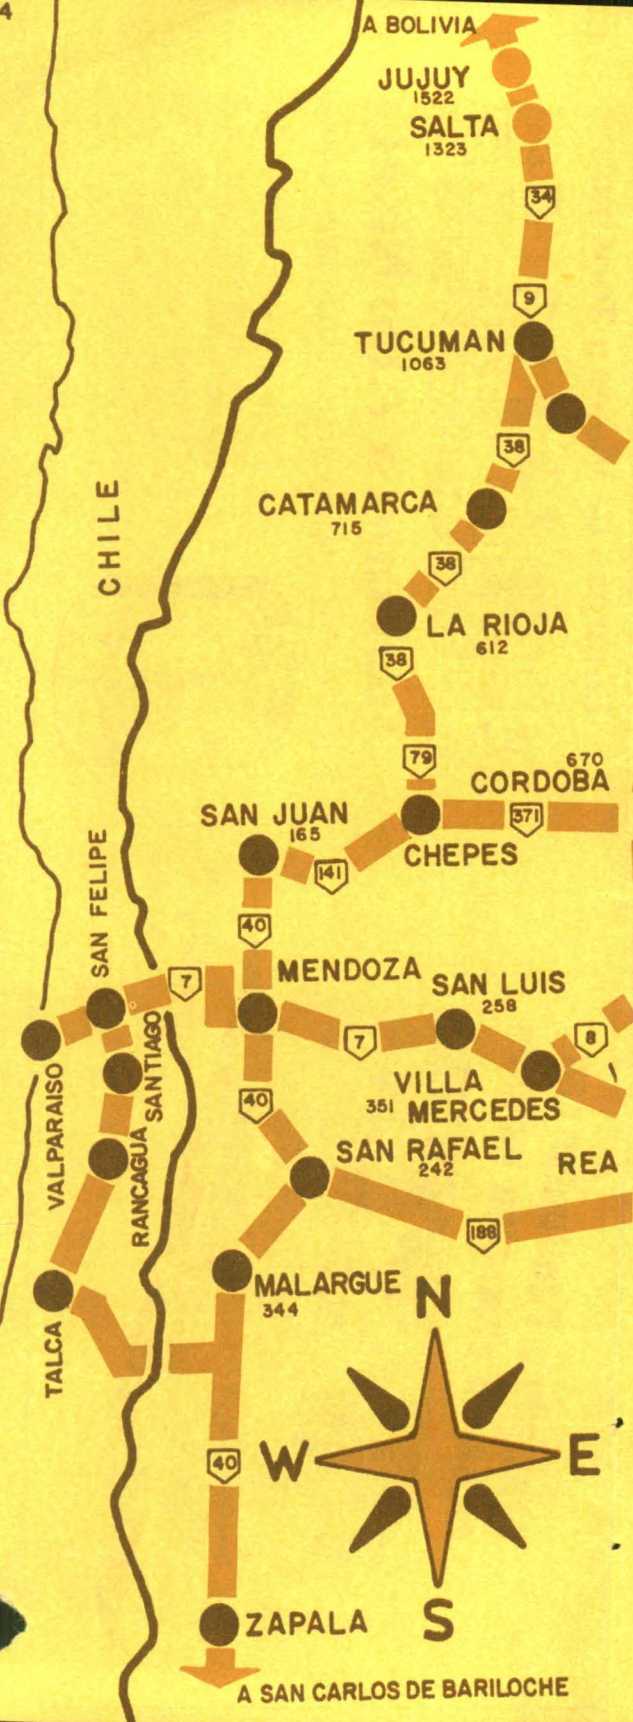 4
A BOLIVIA
JUJUY
1522
SALTA
1323
34
9
TUCUMAN
1063
38
CATAMARCA
715
38
CHILE
LA RIOJA
612
38
79
670
CORDOBA
SAN JUAN
165
371
CHEPES
141
SAN FELIPE
40
MENDOZA
7
SAN LUIS
258
7
8
SANTIAGO
VALPARAISO
VILLA
351 MERCEDES
40
RANCAGUA
SAN RAFAEL
242
REA
188
MALARGUE
344
TALCA
N
W
E
S
40
ZAPALA
A SAN CARLOS DE BARILOCHE